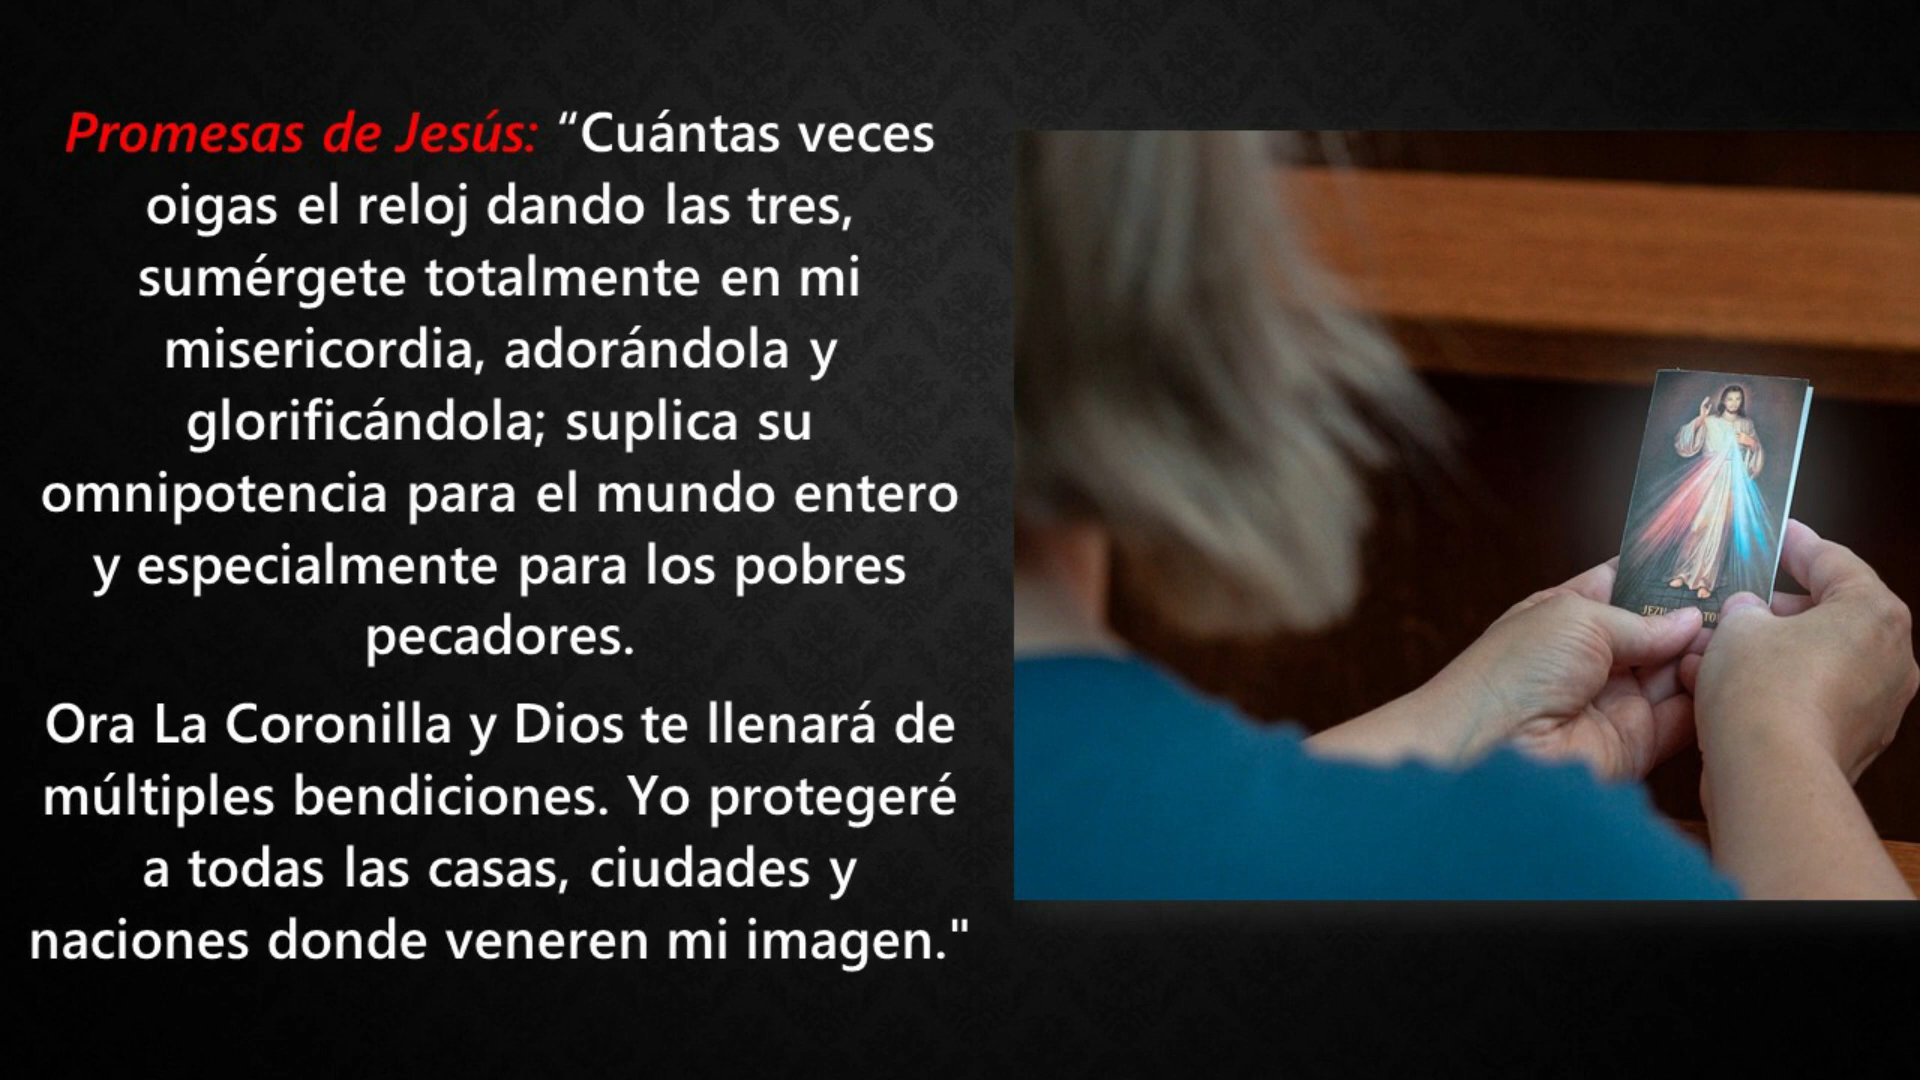 Promesas de Jesús: “Cuántas veces
oigas el reloj dando las tres,
sumérgete totalmente en mi
misericordia, adorándola y
glorificándola; suplica su
omnipotencia para el mundo entero
y especialmente para los pobres
pecadores.
Ora La Coronilla y Dios te llenará de
múltiples bendiciones. Yo protegeré
a todas las casas, ciudades y
naciones donde veneren mi imagen."